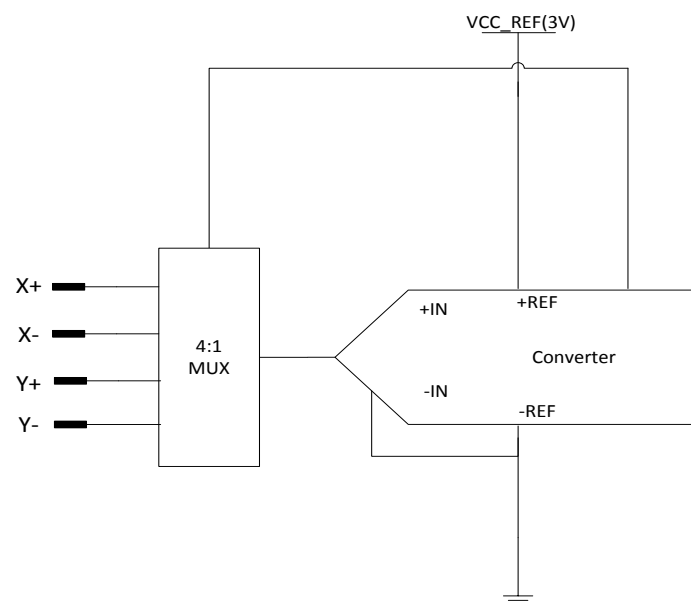 VCC_REF(3V)
X+
X-
Y+
Y-
4:1
MUX
+IN
+REF
Converter
-IN
-REF